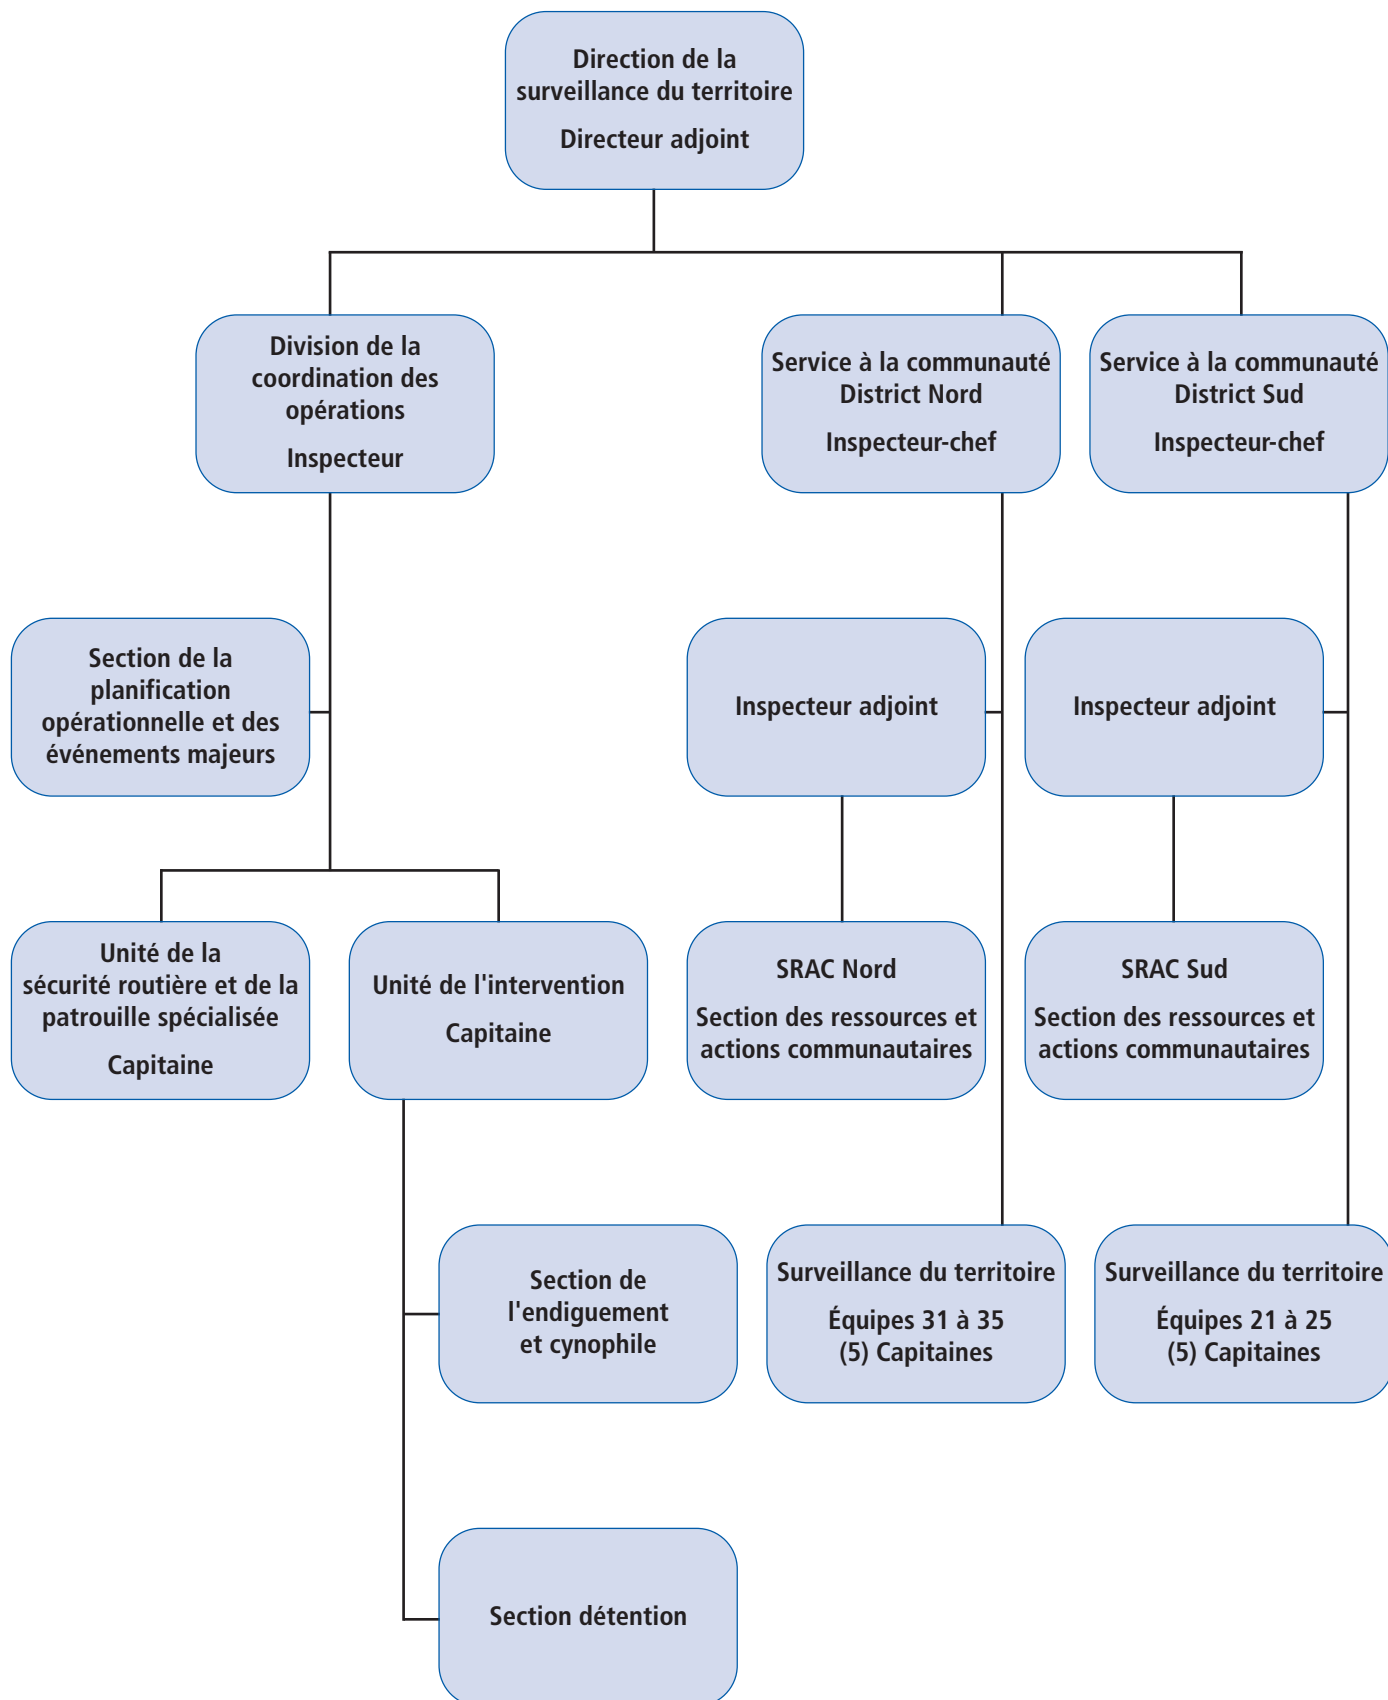 Direction de la
surveillance du territoire
Directeur adjoint
Division de la
coordination des
opérations
Inspecteur
Service à la communauté
District Nord
Inspecteur-chef
Service à la communauté
District Sud
Inspecteur-chef
Section de la
planification
opérationnelle et des
événements majeurs
Inspecteur adjoint
Inspecteur adjoint
Unité de la
sécurité routière et de la
patrouille spécialisée
Capitaine
Unité de l'intervention
Capitaine
SRAC Nord
Section des ressources et
actions communautaires
SRAC Sud
Section des ressources et
actions communautaires
Section de
l'endiguement
et cynophile
Surveillance du territoire
Équipes 31 à 35
(5) Capitaines
Surveillance du territoire
Équipes 21 à 25
(5) Capitaines
Section détention